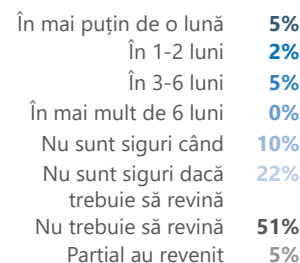 În mai puțin de o lună 5%
În 1-2 luni 2%
În 3-6 luni 5%
În mai mult de 6 luni 0%
Nu sunt siguri când 10%
Nu sunt siguri dacă 22%
trebuie să revină
Nu trebuie să revină 51%
Partial au revenit 5%